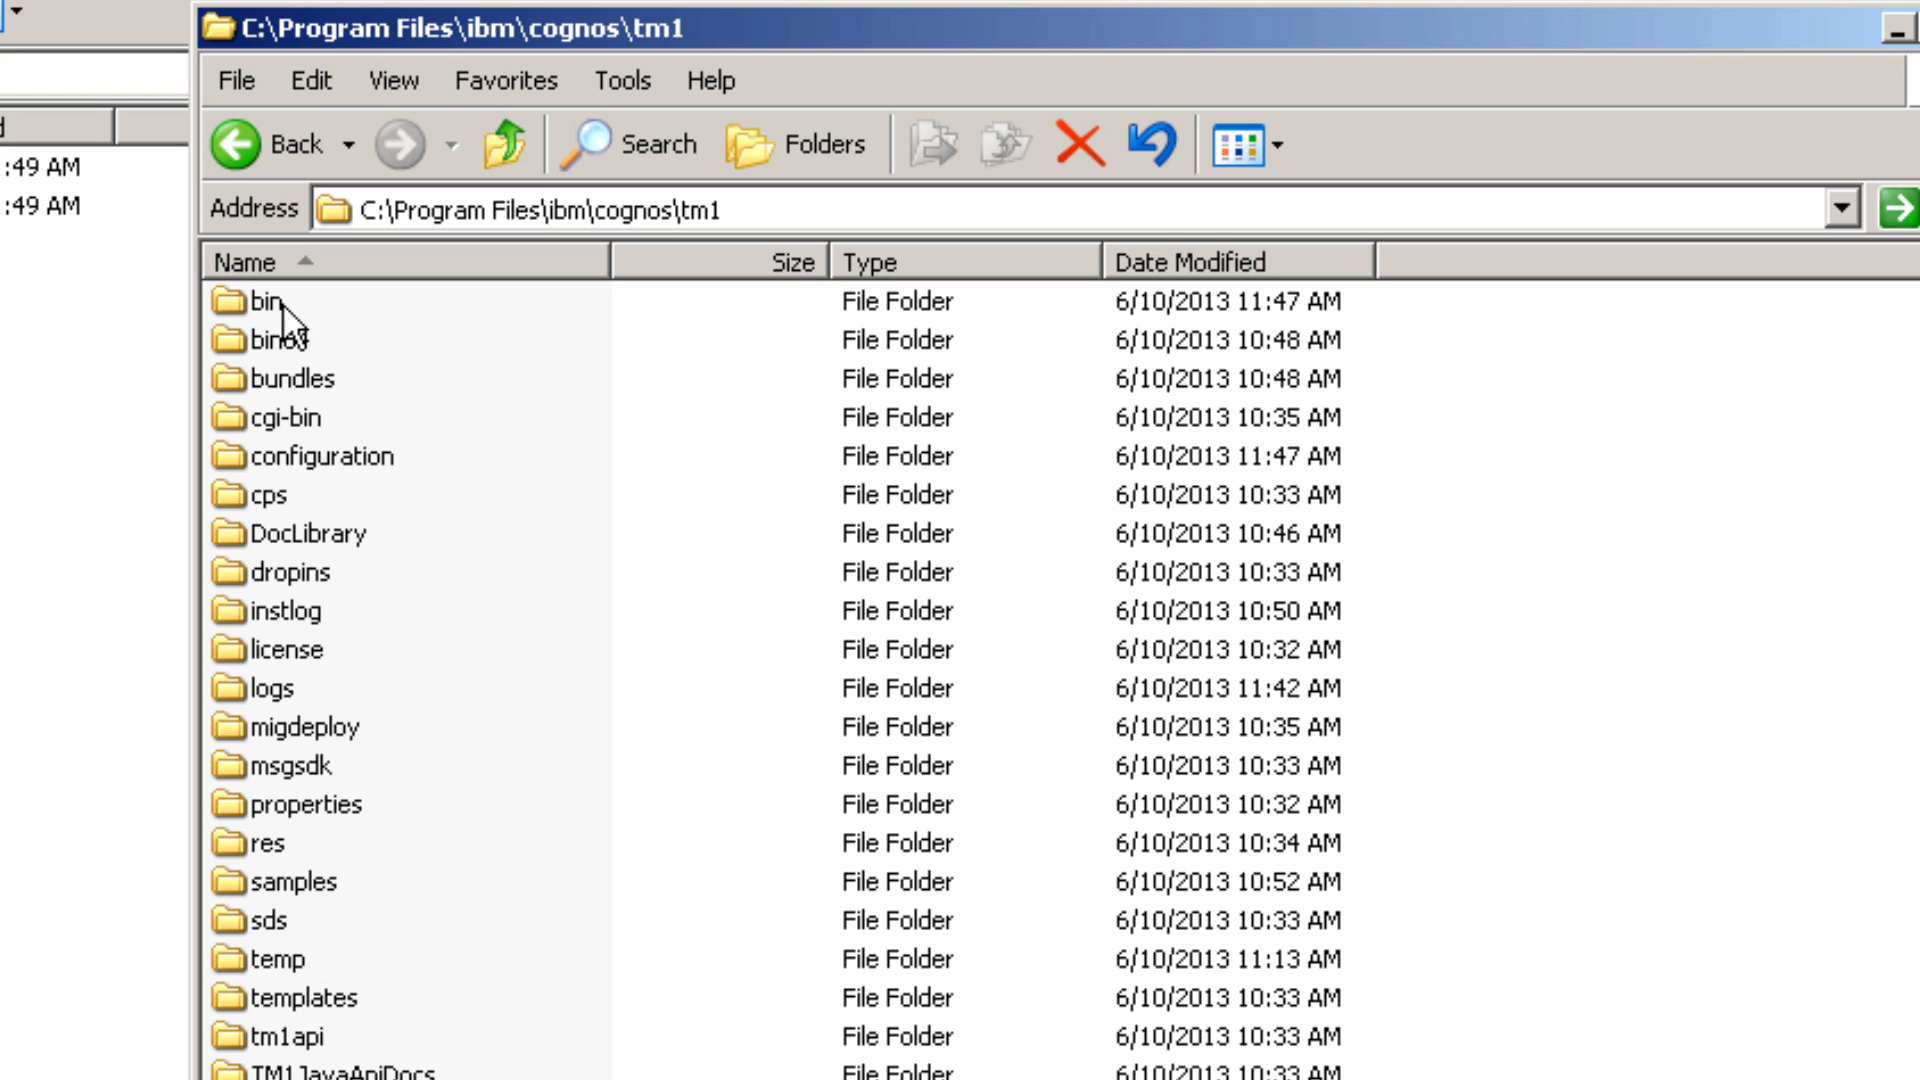 C:\Program Files\ibm\cognos\tm1
File Edit View Favorites Tools Help
Back Search Folders
Address C:\Program Files\ibm\cognos\tm1
:49 AM
:49 AM
Name Size Type Date Modified
bin File Folder 6/10/2013 11:47 AM
File Folder 6/10/2013 10:48 AM
bundles File Folder 6/10/2013 10:48 AM
cgi-bin File Folder 6/10/2013 10:35 AM
configuration File Folder 6/10/2013 11:47 AM
cps File Folder 6/10/2013 10:33 AM
DocLibrary File Folder 6/10/2013 10:46 AM
dropins File Folder 6/10/2013 10:33 AM
instlog File Folder 6/10/2013 10:50 AM
license File Folder 6/10/2013 10:32 AM
logs File Folder 6/10/2013 11:42 AM
migdeploy File Folder 6/10/2013 10:35 AM
msgsdk File Folder 6/10/2013 10:33 AM
properties File Folder 6/10/2013 10:32 AM
res File Folder 6/10/2013 10:34 AM
samples File Folder 6/10/2013 10:52 AM
sds File Folder 6/10/2013 10:33 AM
temp File Folder 6/10/2013 11:13 AM
templates File Folder 6/10/2013 10:33 AM
tm1api File Folder 6/10/2013 10:33 AM
TM1JavaApiDocs File Folder 6/10/2013 10:33 AM